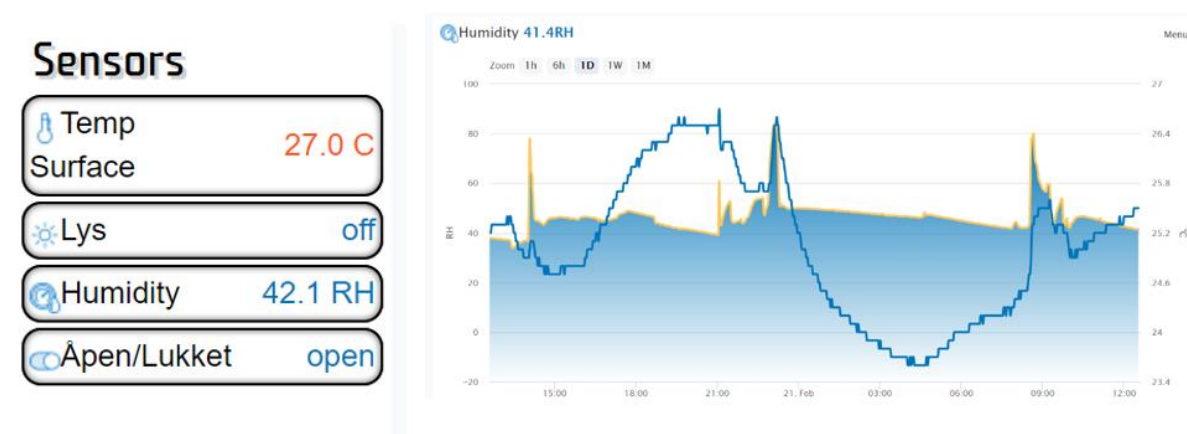 Sensors
Temp
Surface
27.0 C
Lys
off
Humidity
42.1 RH
Åpen/Lukket
open
Humidity 41.4RH
Menu
Zoom 1h 6h 1D 1W 1M
100
80
60
40
20
0
-20
RH
27
26.4
25.8
25.2
24.6
24
23.4
15:00 18:00 21:00 21. Feb 03:00 06:00 09:00 12:00